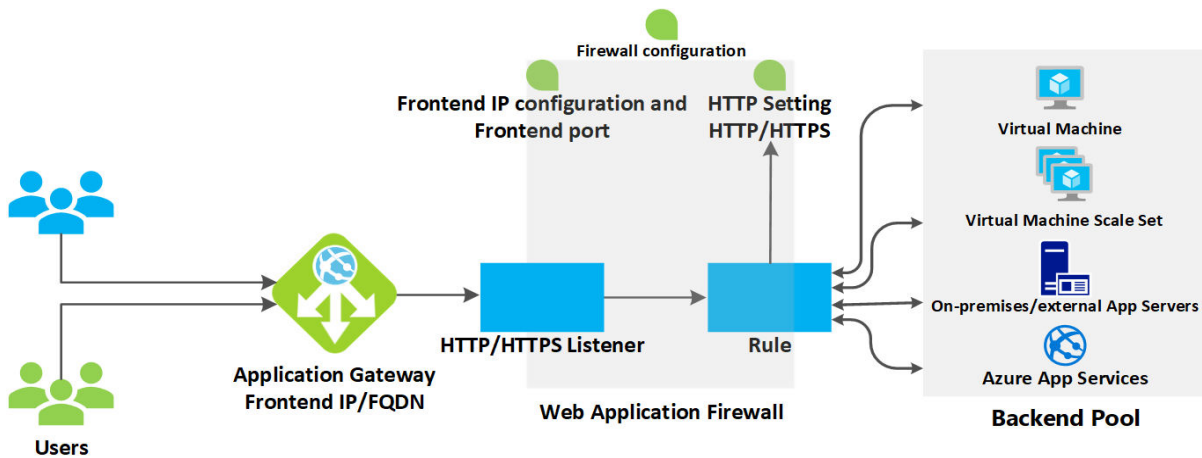 Firewall configuration
Frontend IP configuration and
Frontend port
HTTP Setting
HTTP/HTTPS
Virtual Machine
Virtual Machine Scale Set
On-premises/external App Servers
Azure App Services
Backend Pool
HTTP/HTTPS Listener
Rule
Application Gateway
Frontend IP/FQDN
Web Application Firewall
Users